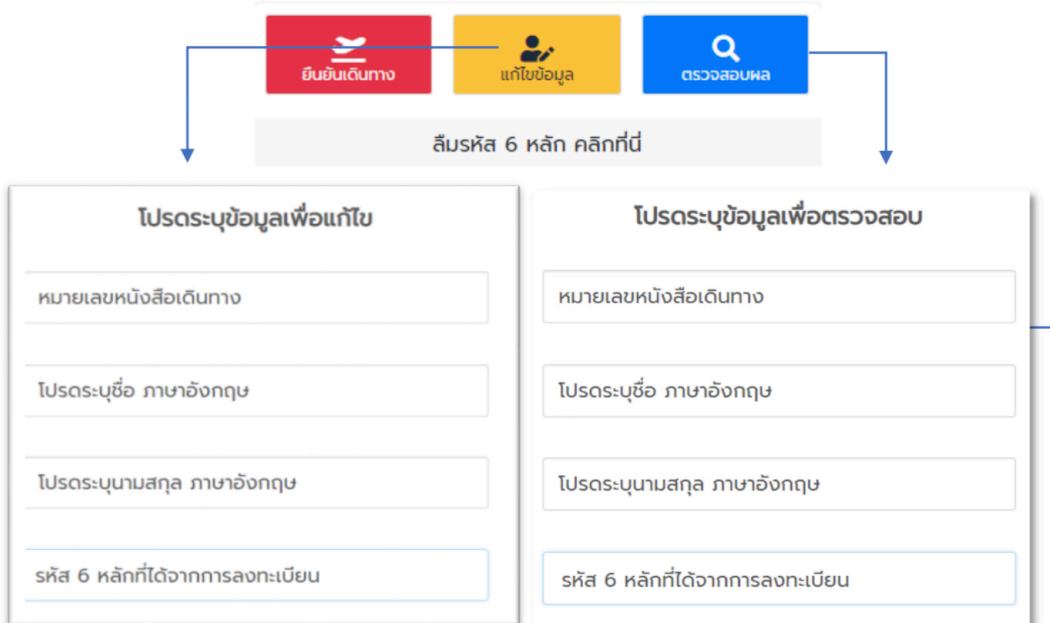 ยืนยันเดินทาง
แก้ไขข้อมูล
ตรวจสอบผล
ลืมรหัส 6 หลัก คลิกที่นี่
โปรดระบุข้อมูลเพื่อแก้ไข
หมายเลขหนังสือเดินทาง
โปรดระบุชื่อ ภาษาอังกฤษ
โปรดระบุนามสกุล ภาษาอังกฤษ
รหัส 6 หลักที่ได้จากการลงทะเบียน
โปรดระบุข้อมูลเพื่อตรวจสอบ
หมายเลขหนังสือเดินทาง
โปรดระบุชื่อ ภาษาอังกฤษ
โปรดระบุนามสกุล ภาษาอังกฤษ
รหัส 6 หลักที่ได้จากการลงทะเบียน